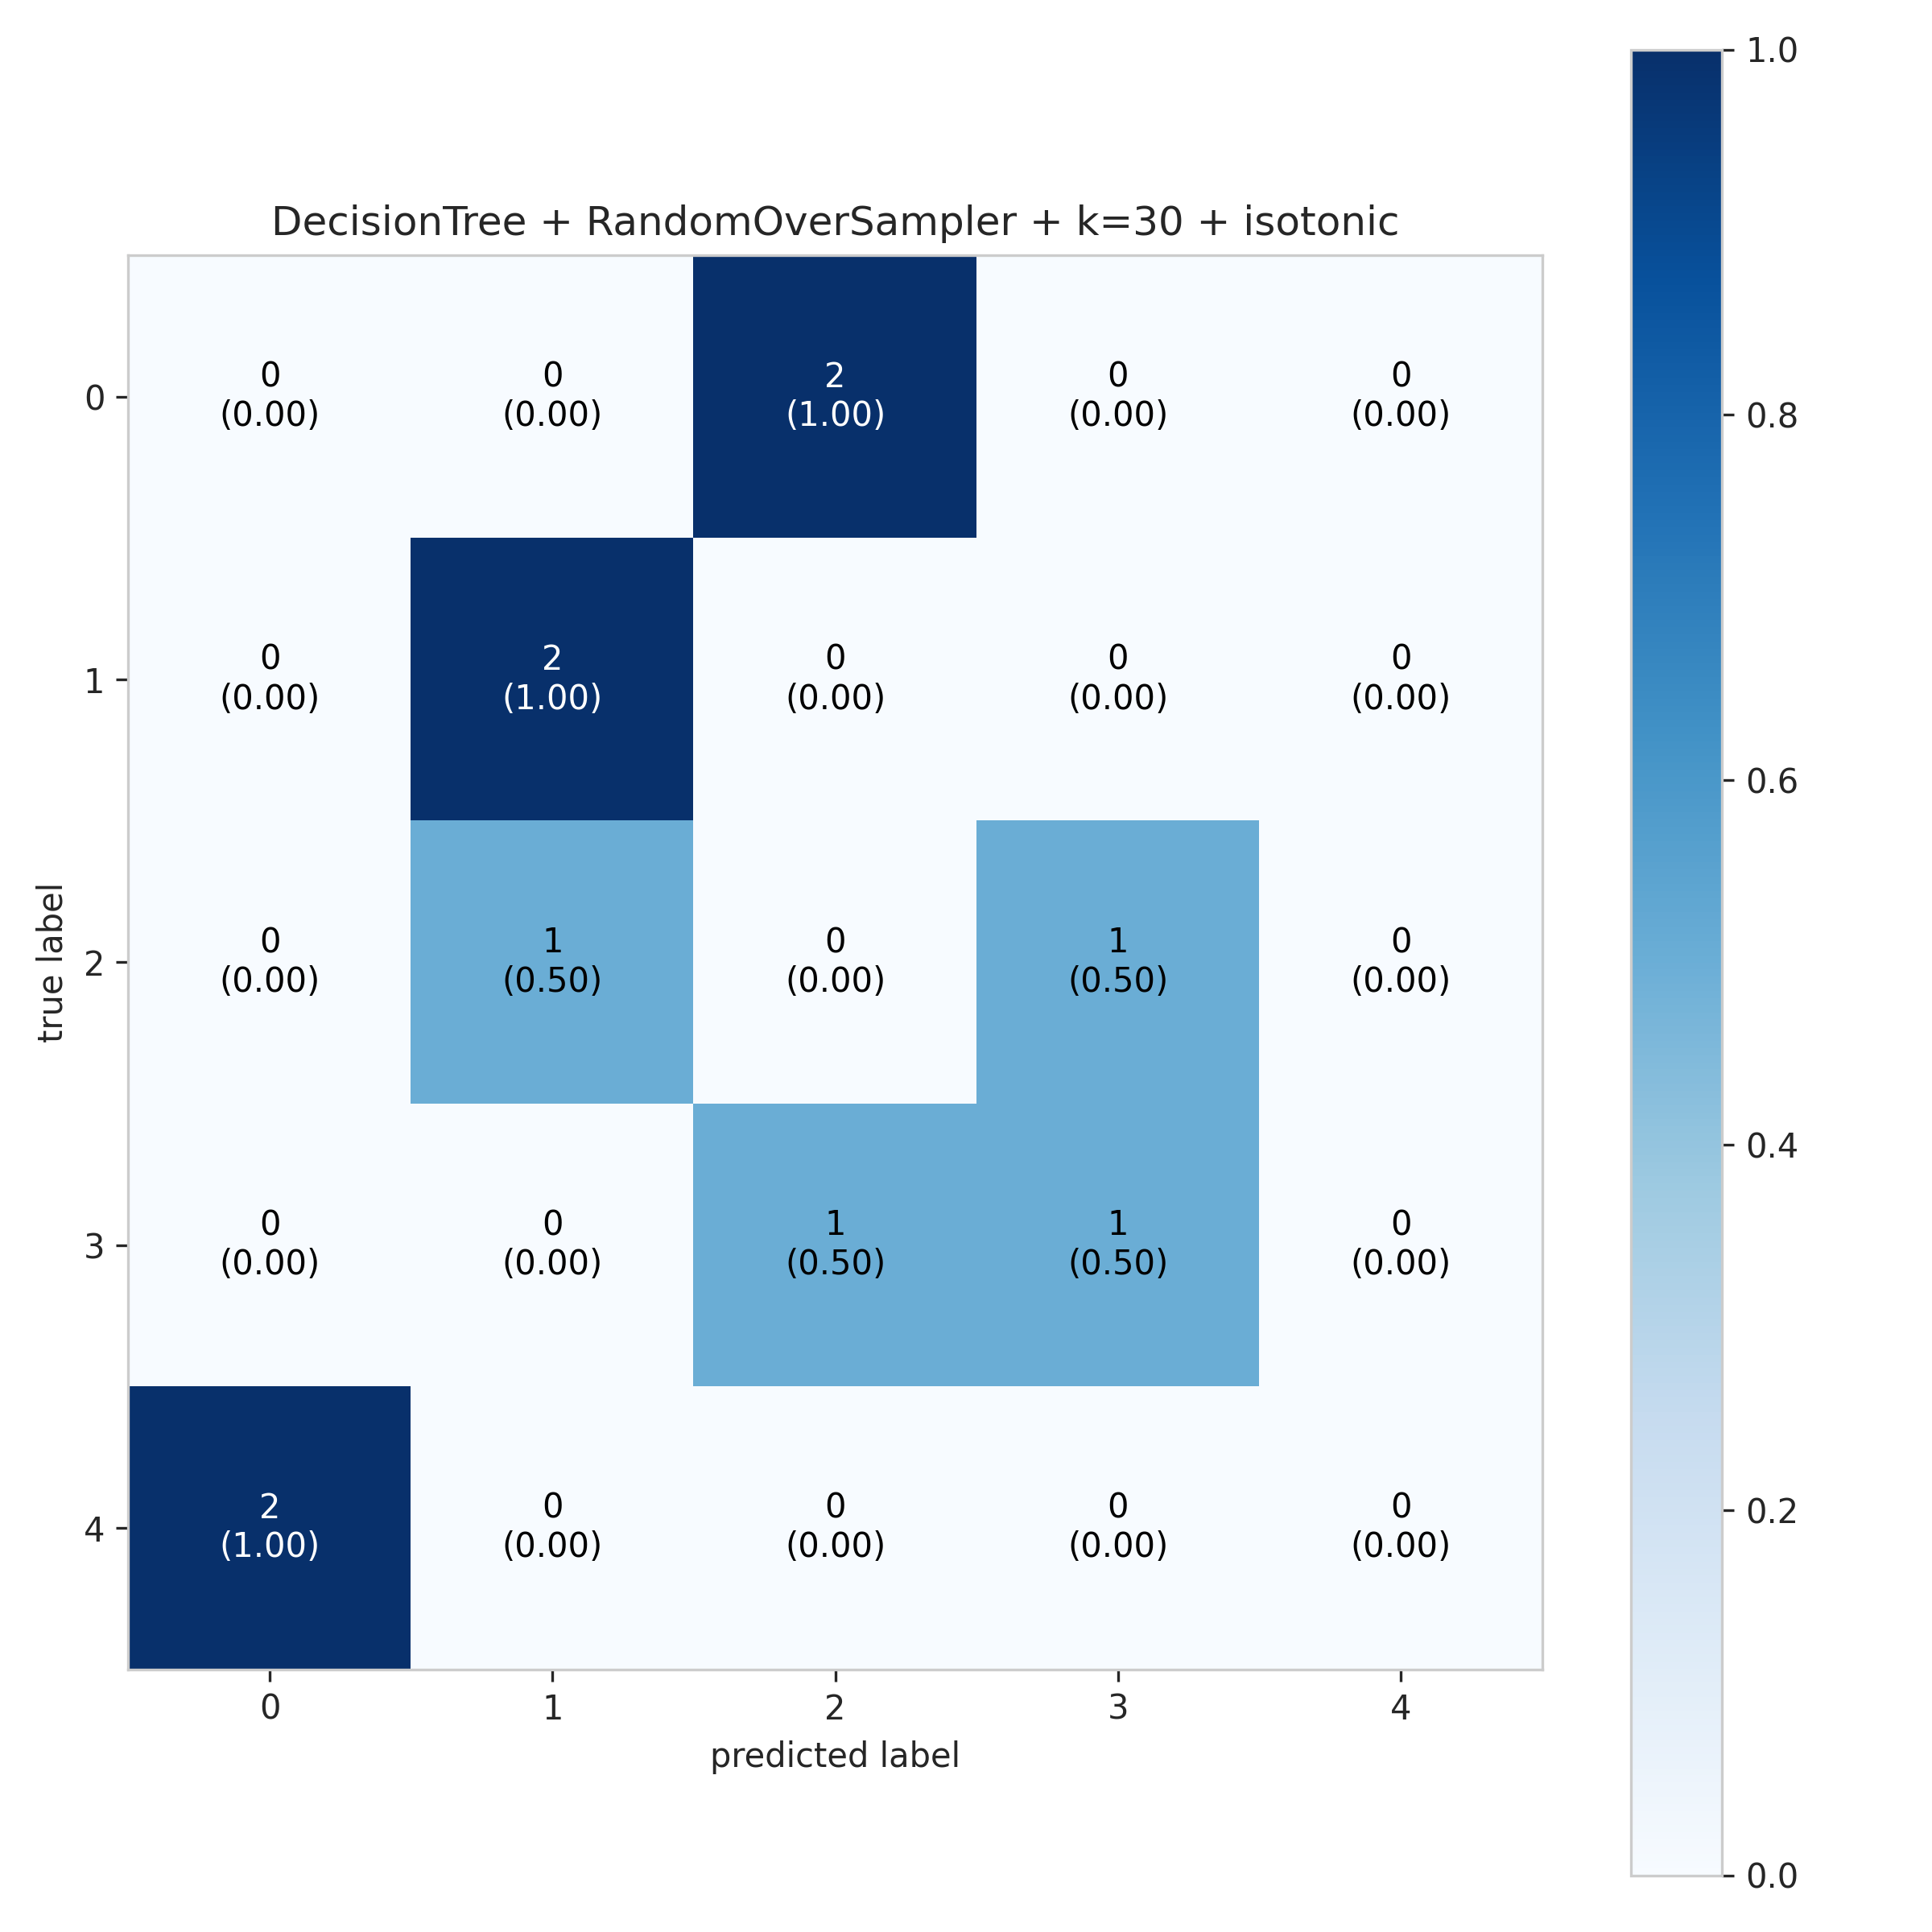 DecisionTree + RandomOverSampler + k=30 + isotonic
1.0
0.8
0.6
0.4
0.2
0.0
true label
0
0 0 2 0 0
(0.00) (0.00) (1.00) (0.00) (0.00)
1
0 2 0 0 0
(0.00) (1.00) (0.00) (0.00) (0.00)
2
0 1 0 1 0
(0.00) (0.50) (0.00) (0.50) (0.00)
3
0 0 1 1 0
(0.00) (0.00) (0.50) (0.50) (0.00)
4
2 0 0 0 0
(1.00) (0.00) (0.00) (0.00) (0.00)
0 1 2 3 4
predicted label